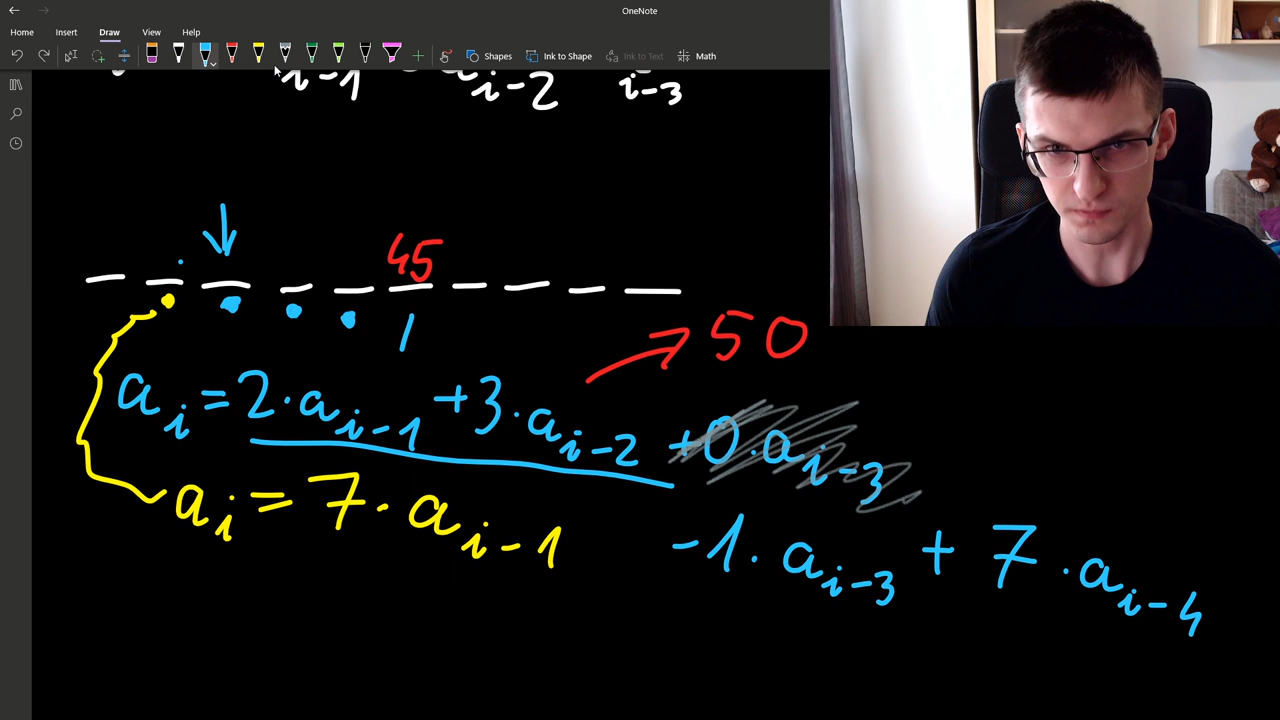 OneNote
Home Insert Draw View Help
Shapes Ink to Shape Ink to Text Math
i-1 i-2 i-3
45
1
50
a_i = 2·a_{i-1} + 3·a_{i-2} + 0·a_{i-3}
a_i = 7·a_{i-1}
-1·a_{i-3} + 7·a_{i-4}